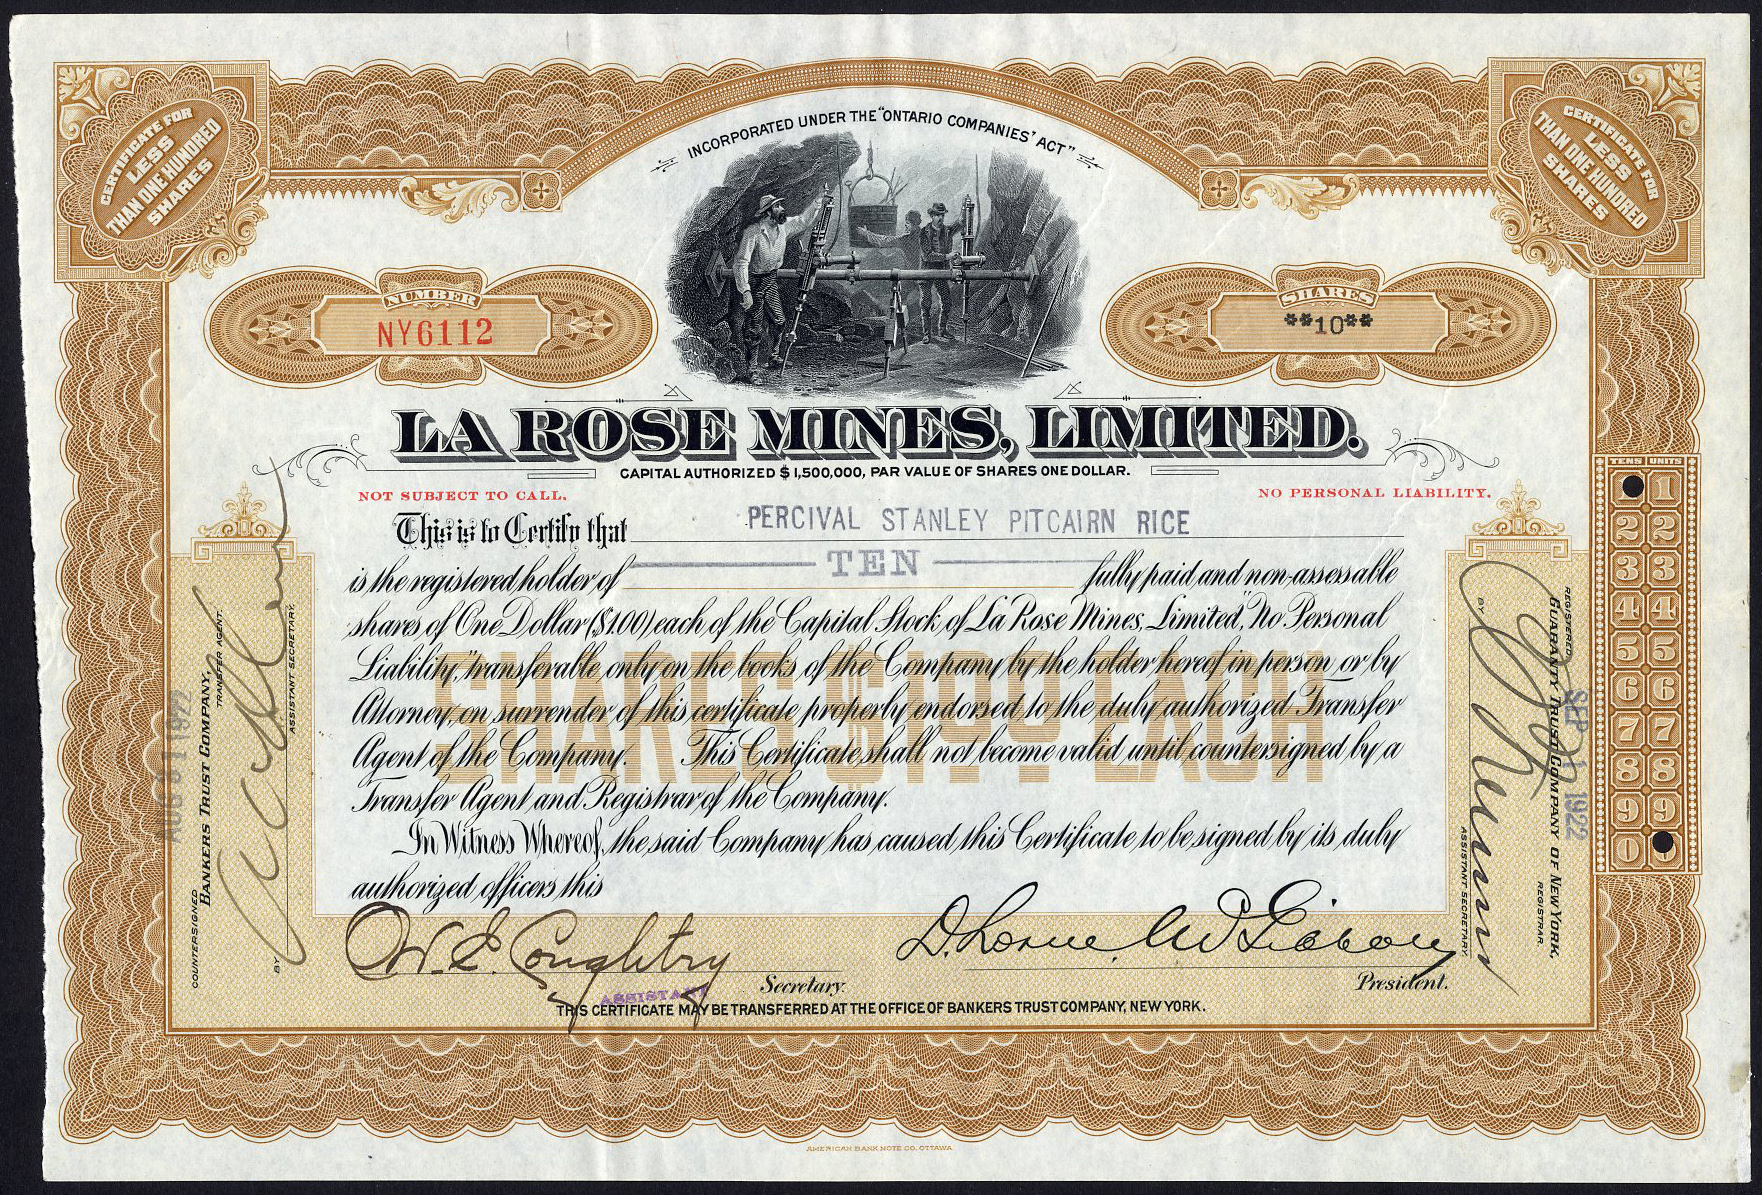 INCORPORATED UNDER THE "ONTARIO COMPANIES' ACT"
CERTIFICATE FOR
LESS
THAN ONE HUNDRED
SHARES
CERTIFICATE FOR
LESS
THAN ONE HUNDRED
SHARES
NUMBER
NY6112
SHARES
**10**
LA ROSE MINES, LIMITED.
CAPITAL AUTHORIZED $1,500,000, PAR VALUE OF SHARES ONE DOLLAR.
NOT SUBJECT TO CALL.
NO PERSONAL LIABILITY.
This is to Certify that PERCIVAL STANLEY PITCAIRN RICE
is the registered holder of TEN fully paid and non-assessable
shares of One Dollar ($1.00) each of the Capital Stock of La Rose Mines, Limited, "No Personal
Liability," transferable only on the books of the Company by the holder hereof in person or by
Attorney, on surrender of this certificate properly endorsed to the duly authorized Transfer
Agent of the Company. This Certificate shall not become valid until countersigned by a
Transfer Agent and Registrar of the Company.
In Witness Whereof, the said Company has caused this Certificate to be signed by its duly
authorized officers this
SHARES $1.00 EACH
W. E. Coughtry
ASSISTANT
Secretary.
D. Lorne McGibbon
President.
THIS CERTIFICATE MAY BE TRANSFERRED AT THE OFFICE OF BANKERS TRUST COMPANY, NEW YORK.
COUNTERSIGNED
BANKERS TRUST COMPANY,
TRANSFER AGENT.
BY
ASSISTANT SECRETARY.
AUG 31 1922
REGISTERED
GUARANTY TRUST COMPANY OF NEW YORK,
REGISTRAR
BY
ASSISTANT SECRETARY.
SEP 1 1922
TENS UNITS
1
2 2
3 3
4 4
5 5
6 6
7 7
8 8
9 9
0
AMERICAN BANK NOTE CO. OTTAWA